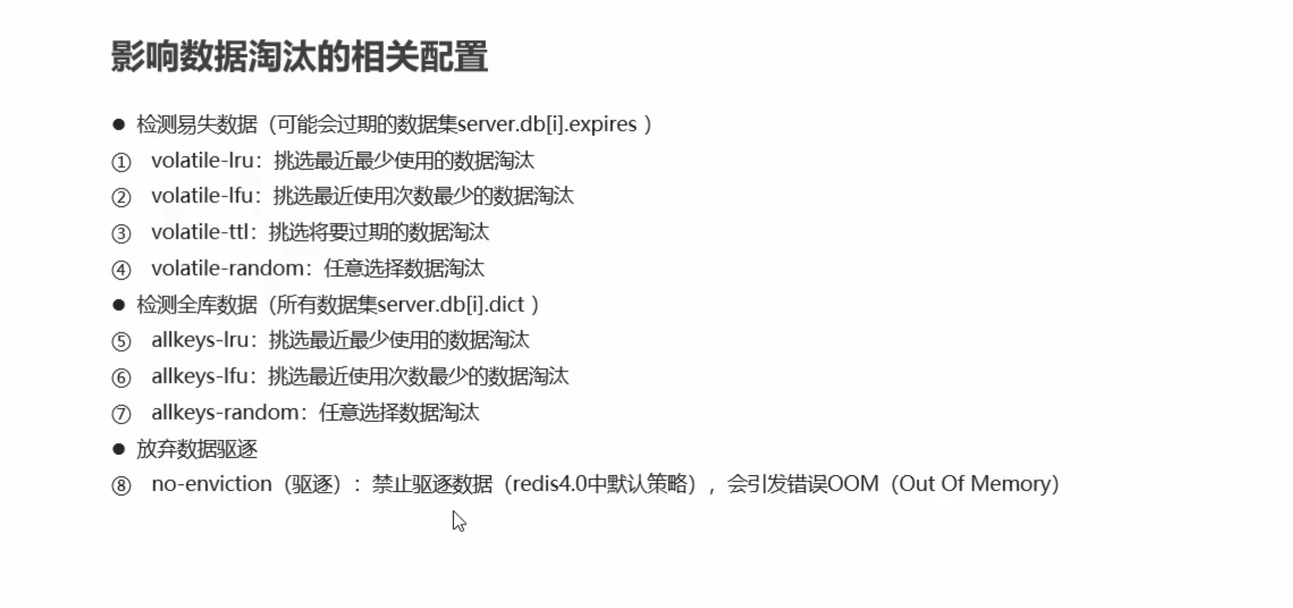 影响数据淘汰的相关配置
● 检测易失数据（可能会过期的数据集server.db[i].expires ）
① volatile-lru：挑选最近最少使用的数据淘汰
② volatile-lfu：挑选最近使用次数最少的数据淘汰
③ volatile-ttl：挑选将要过期的数据淘汰
④ volatile-random：任意选择数据淘汰
● 检测全库数据（所有数据集server.db[i].dict ）
⑤ allkeys-lru：挑选最近最少使用的数据淘汰
⑥ allkeys-lfu：挑选最近使用次数最少的数据淘汰
⑦ allkeys-random：任意选择数据淘汰
● 放弃数据驱逐
⑧ no-enviction（驱逐）：禁止驱逐数据（redis4.0中默认策略），会引发错误OOM（Out Of Memory）